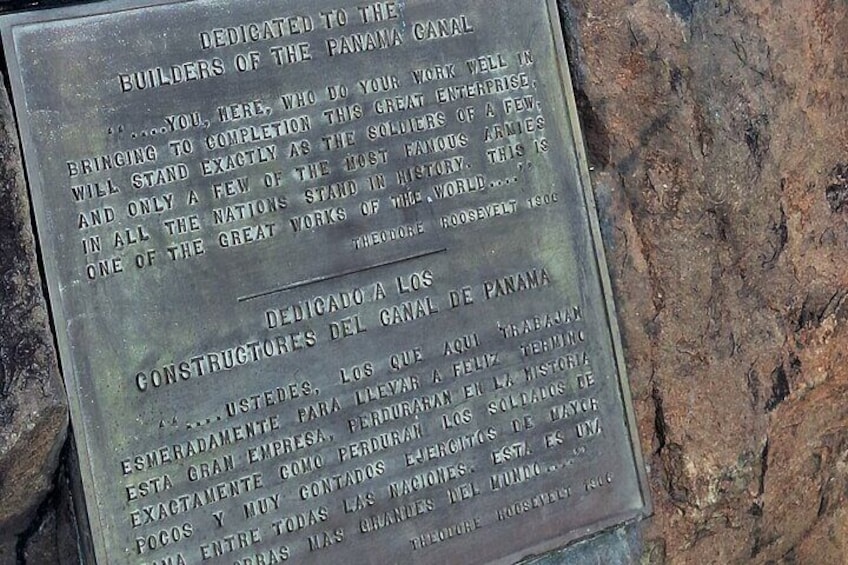 DEDICATED TO THE
BUILDERS OF THE PANAMA CANAL
".....YOU, HERE, WHO DO YOUR WORK WELL IN
BRINGING TO COMPLETION THIS GREAT ENTERPRISE,
WILL STAND EXACTLY AS THE SOLDIERS OF A FEW,
AND ONLY A FEW OF THE MOST FAMOUS ARMIES
IN ALL THE NATIONS STAND IN HISTORY. THIS IS
ONE OF THE GREAT WORKS OF THE WORLD....."
THEODORE ROOSEVELT 1906
DEDICADO A LOS
CONSTRUCTORES DEL CANAL DE PANAMA
".....USTEDES, LOS QUE AQUI TRABAJAN
ESMERADAMENTE PARA LLEVAR A FELIZ TERMINO
ESTA GRAN EMPRESA, PERDURARAN EN LA HISTORIA
EXACTAMENTE COMO PERDURAN LOS SOLDADOS DE
POCOS Y MUY CONTADOS EJERCITOS DE MAYOR
FAMA ENTRE TODAS LAS NACIONES. ESTA ES UNA
OBRAS MAS GRANDES DEL MUNDO....."
THEODORE ROOSEVELT 1906